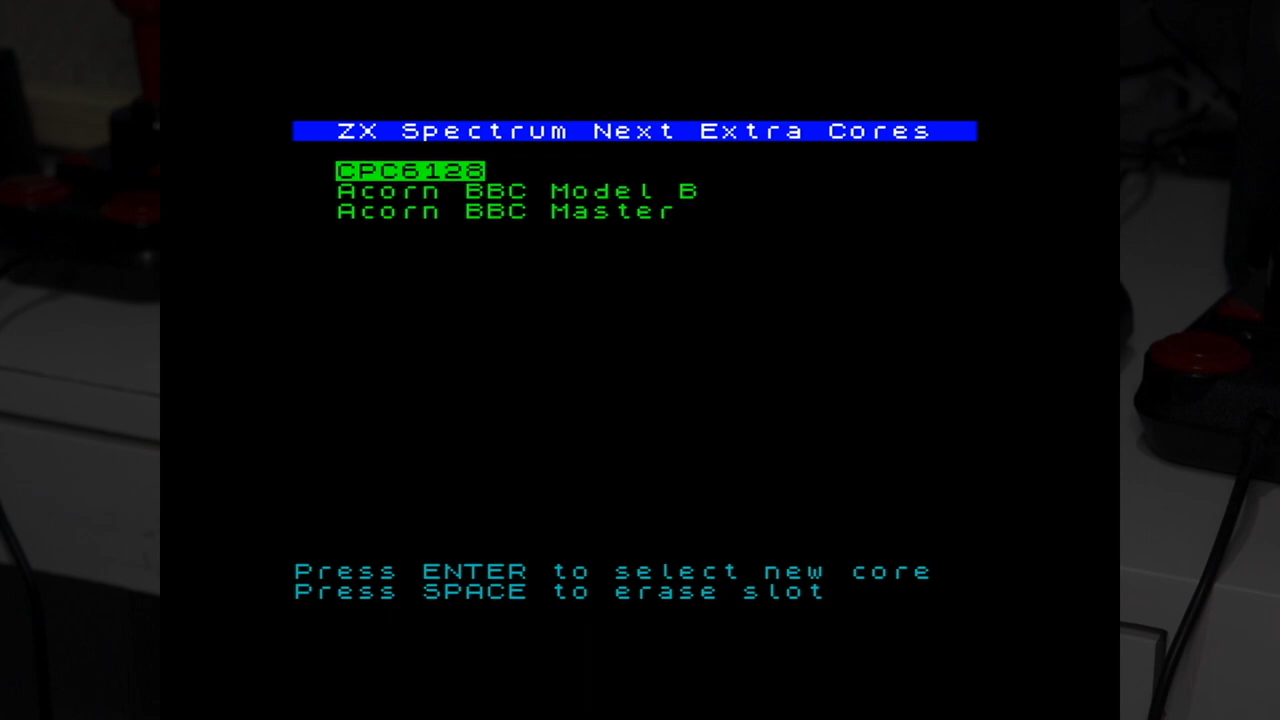 ZX Spectrum Next Extra Cores
CPC6128
Acorn BBC Model B
Acorn BBC Master
Press ENTER to select new core
Press SPACE to erase slot